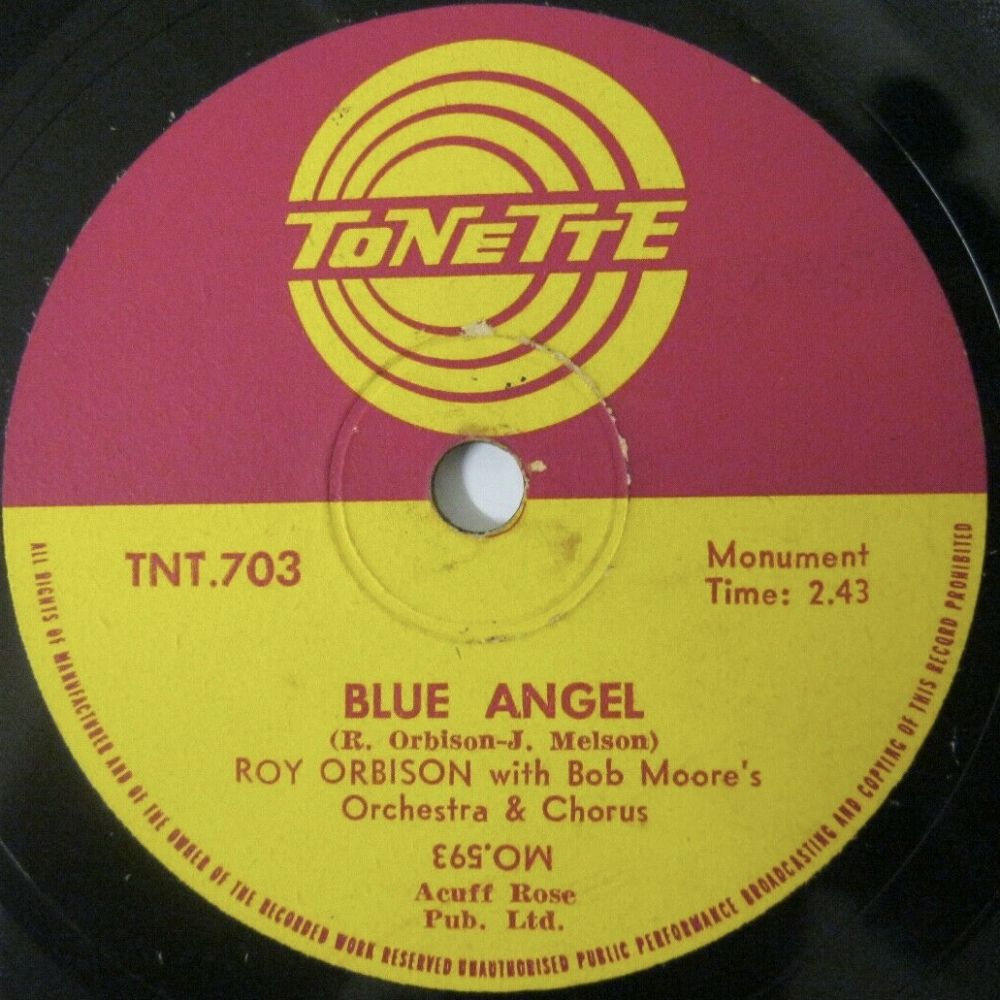 TONETTE
TNT.703
Monument
Time: 2.43
BLUE ANGEL
(R. Orbison-J. Melson)
ROY ORBISON with Bob Moore's
Orchestra & Chorus
MO.593
Acuff Rose
Pub. Ltd.
ALL RIGHTS OF MANUFACTURER AND OF THE OWNER OF THE RECORDED WORK RESERVED UNAUTHORISED PUBLIC PERFORMANCE BROADCASTING AND COPYING OF THIS RECORD PROHIBITED